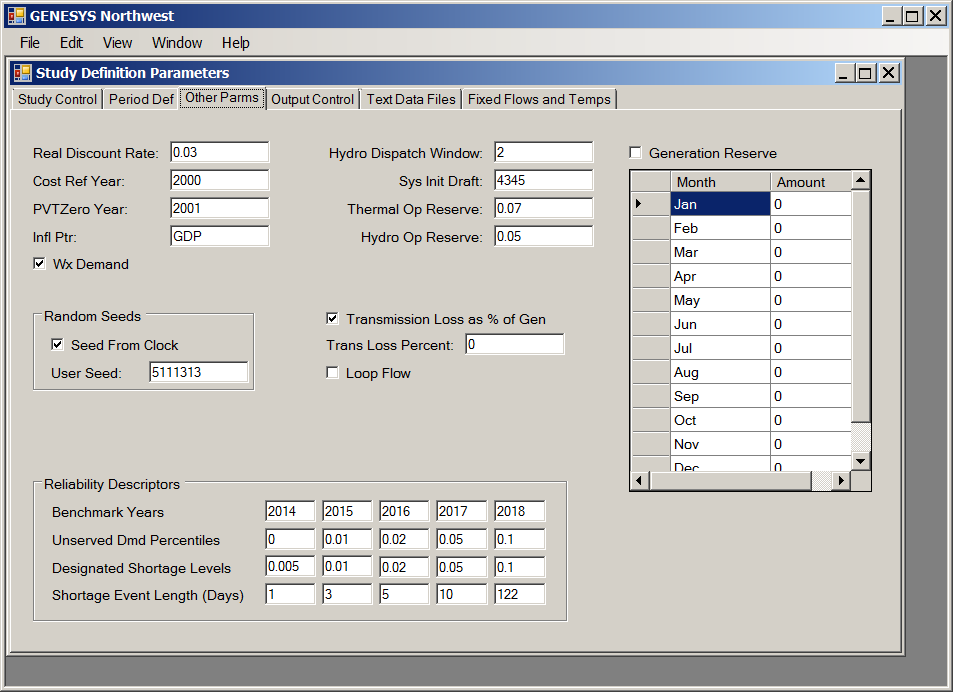 GENESYS Northwest
File Edit View Window Help
Study Definition Parameters
Study Control Period Def Other Parms Output Control Text Data Files Fixed Flows and Temps
Real Discount Rate: 0.03
Cost Ref Year: 2000
PVTZero Year: 2001
Infl Ptr: GDP
Wx Demand
Hydro Dispatch Window: 2
Sys Init Draft: 4345
Thermal Op Reserve: 0.07
Hydro Op Reserve: 0.05
Random Seeds
Seed From Clock
User Seed: 5111313
Transmission Loss as % of Gen
Trans Loss Percent: 0
Loop Flow
Generation Reserve
Month Amount
Jan 0
Feb 0
Mar 0
Apr 0
May 0
Jun 0
Jul 0
Aug 0
Sep 0
Oct 0
Nov 0
Dec 0
Reliability Descriptors
Benchmark Years 2014 2015 2016 2017 2018
Unserved Dmd Percentiles 0 0.01 0.02 0.05 0.1
Designated Shortage Levels 0.005 0.01 0.02 0.05 0.1
Shortage Event Length (Days) 1 3 5 10 122